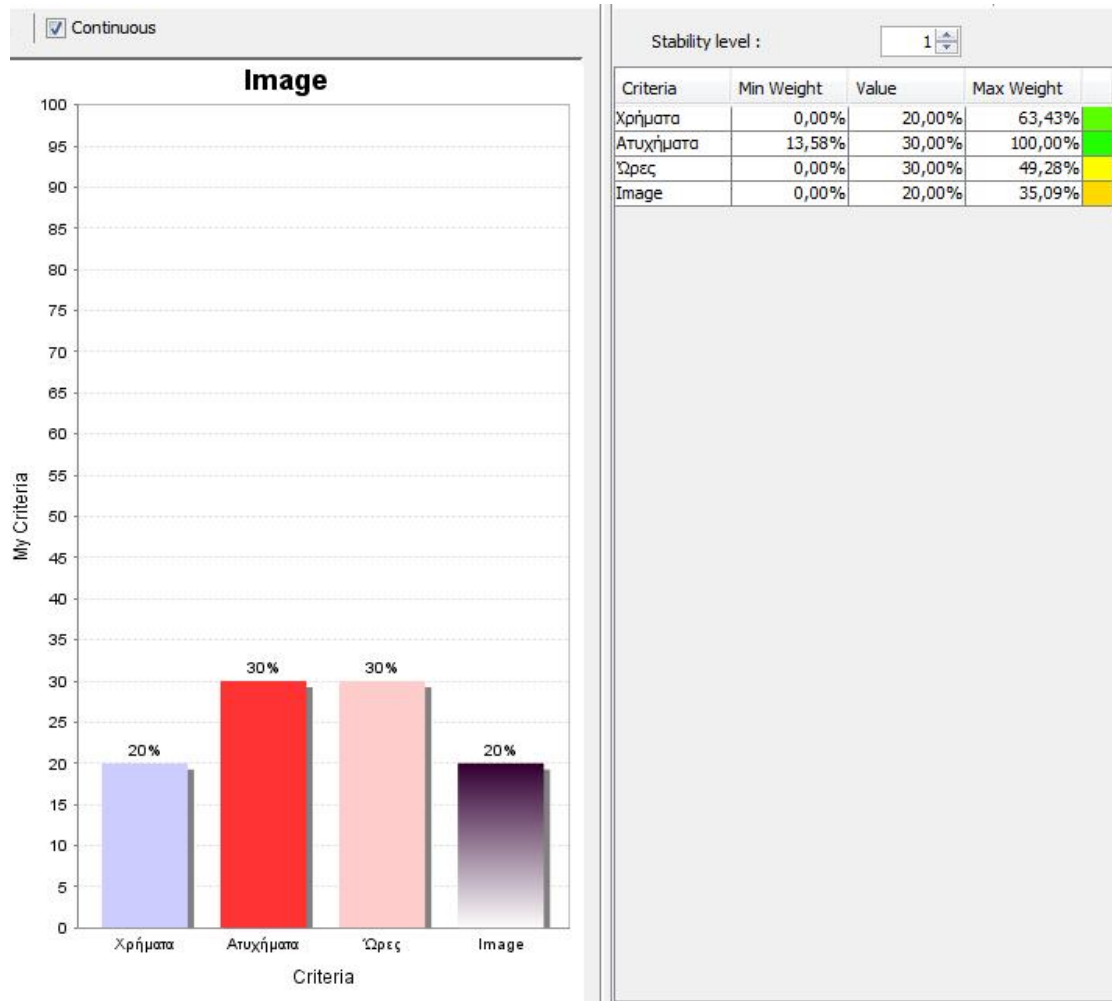 Continuous
Image
100
95
90
85
80
75
70
65
60
55
50
45
40
35
30
25
20
15
10
5
0
My Criteria
20%
30%
30%
20%
Χρήματα Ατυχήματα Ώρες Image
Criteria
Stability level : 1
Criteria Min Weight Value Max Weight
Χρήματα 0,00% 20,00% 63,43%
Ατυχήματα 13,58% 30,00% 100,00%
Ώρες 0,00% 30,00% 49,28%
Image 0,00% 20,00% 35,09%